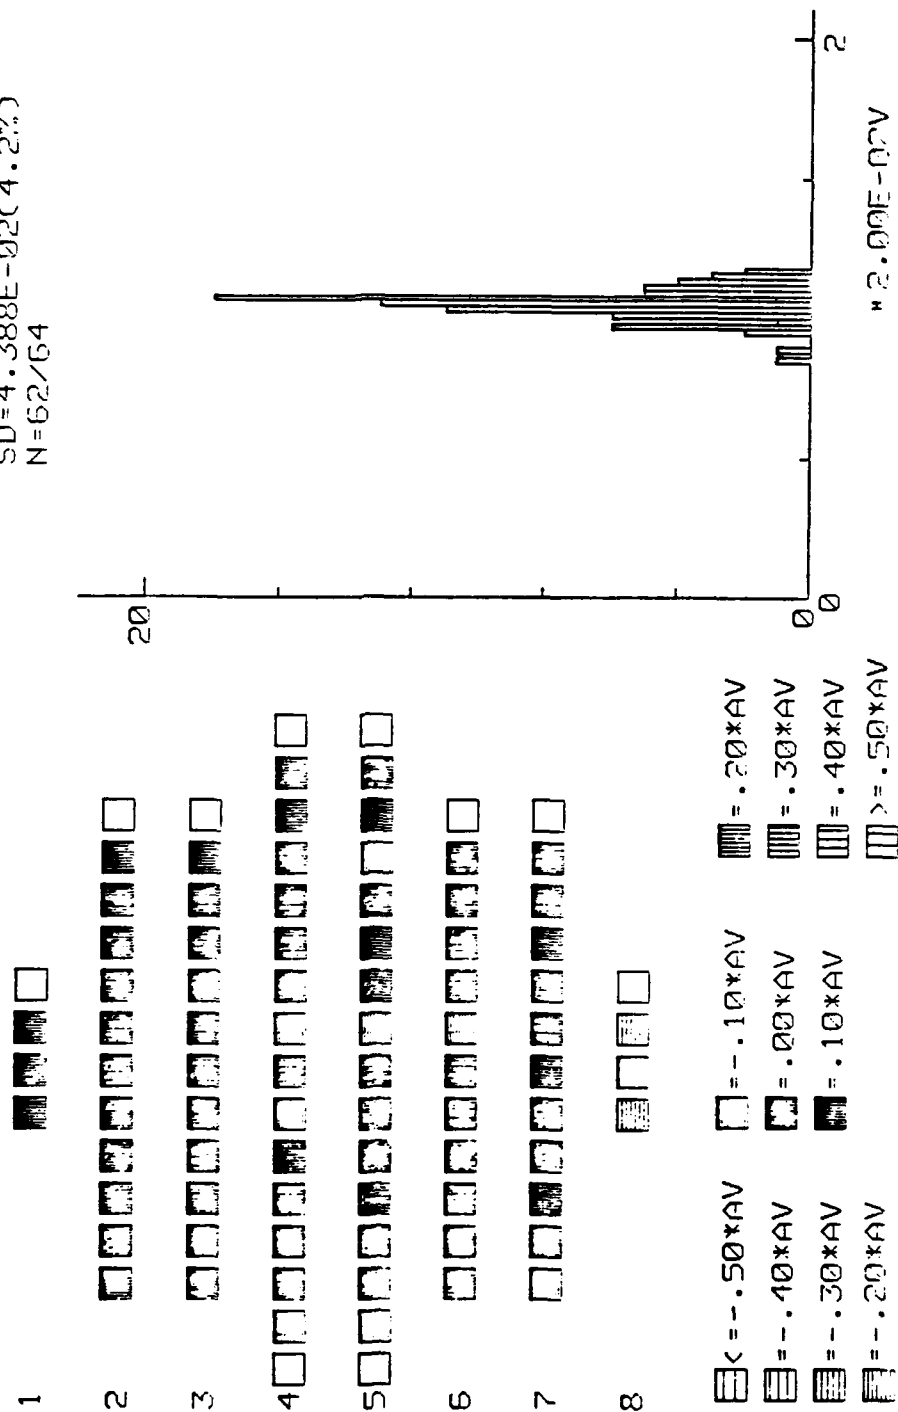 SD=4.388E-02(4.2%)
N=62/64
1
2
3
4
5
6
7
8
20
0
0
2
*2.00E-02V
<=-.50*AV
=-.40*AV
=-.30*AV
=-.20*AV
=-.10*AV
=.00*AV
=.10*AV
=.20*AV
=.30*AV
=.40*AV
>=.50*AV